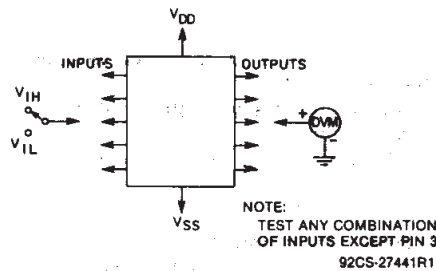 VDD
INPUTS
OUTPUTS
VIH
VIL
+
DVM
-
VSS
NOTE:
TEST ANY COMBINATION
OF INPUTS EXCEPT PIN 3
92CS-27441R1